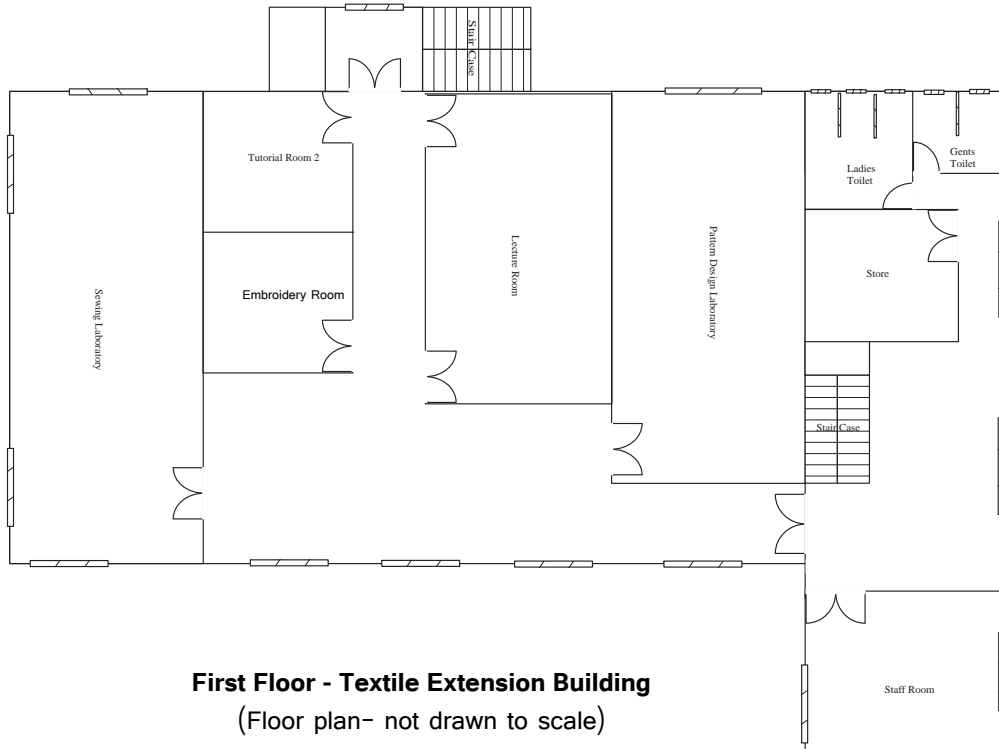 Stair Case
Tutorial Room 2
Ladies
Toilet
Gents
Toilet
Sewing Laboratory
Embroidery Room
Lecture Room
Pattern Design Laboratory
Store
Stair Case
Staff Room
First Floor - Textile Extension Building
(Floor plan- not drawn to scale)